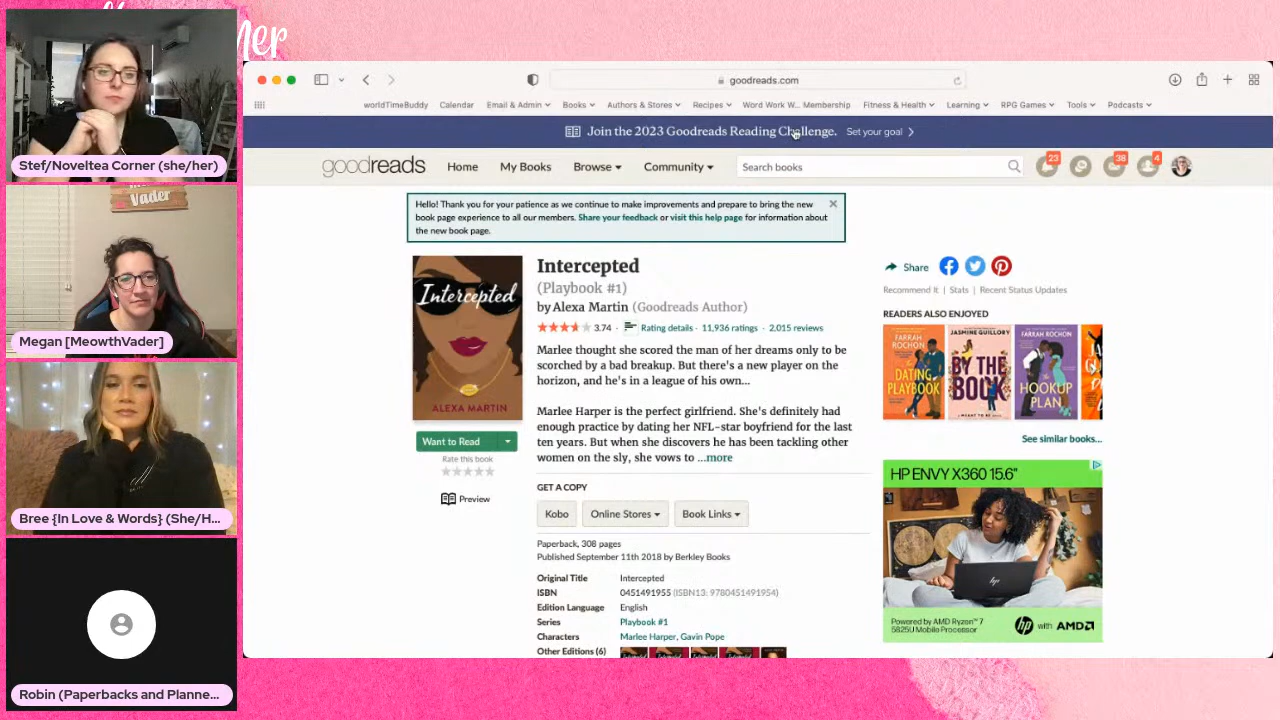 Mer
Stef/Noveltea Corner (she/her)
Vader
Megan [MeowthVader]
Bree {In Love & Words} (She/H...
Robin (Paperbacks and Planne...
goodreads.com
worldTimeBuddy Calendar Email & Admin Books Authors & Stores Recipes Word Work W... Membership Fitness & Health Learning RPG Games Tools Podcasts
Join the 2023 Goodreads Reading Challenge. Set your goal
goodreads Home My Books Browse Community Search books 23 38 4
Hello! Thank you for your patience as we continue to make improvements and prepare to bring the new
book page experience to all our members. Share your feedback or visit this help page for information about
the new book page.
Intercepted
ALEXA MARTIN
Want to Read
Rate this book
Preview
Intercepted
(Playbook #1)
by Alexa Martin (Goodreads Author)
3.74 · Rating details · 11,936 ratings · 2,015 reviews
Marlee thought she scored the man of her dreams only to be
scorched by a bad breakup. But there's a new player on the
horizon, and he's in a league of his own...
Marlee Harper is the perfect girlfriend. She's definitely had
enough practice by dating her NFL-star boyfriend for the last
ten years. But when she discovers he has been tackling other
women on the sly, she vows to ...more
GET A COPY
Kobo Online Stores Book Links
Paperback, 308 pages
Published September 11th 2018 by Berkley Books
Original Title Intercepted
ISBN 0451491955 (ISBN13: 9780451491954)
Edition Language English
Series Playbook #1
Characters Marlee Harper, Gavin Pope
Other Editions (6)
Share
Recommend It | Stats | Recent Status Updates
READERS ALSO ENJOYED
FARRAH ROCHON
DATING PLAYBOOK
JASMINE GUILLORY
BY THE BOOK
FARRAH ROCHON
HOOKUP PLAN
See similar books...
HP ENVY X360 15.6"
hp
Powered by AMD Ryzen™ 7
5825U Mobile Processor
hp with AMD